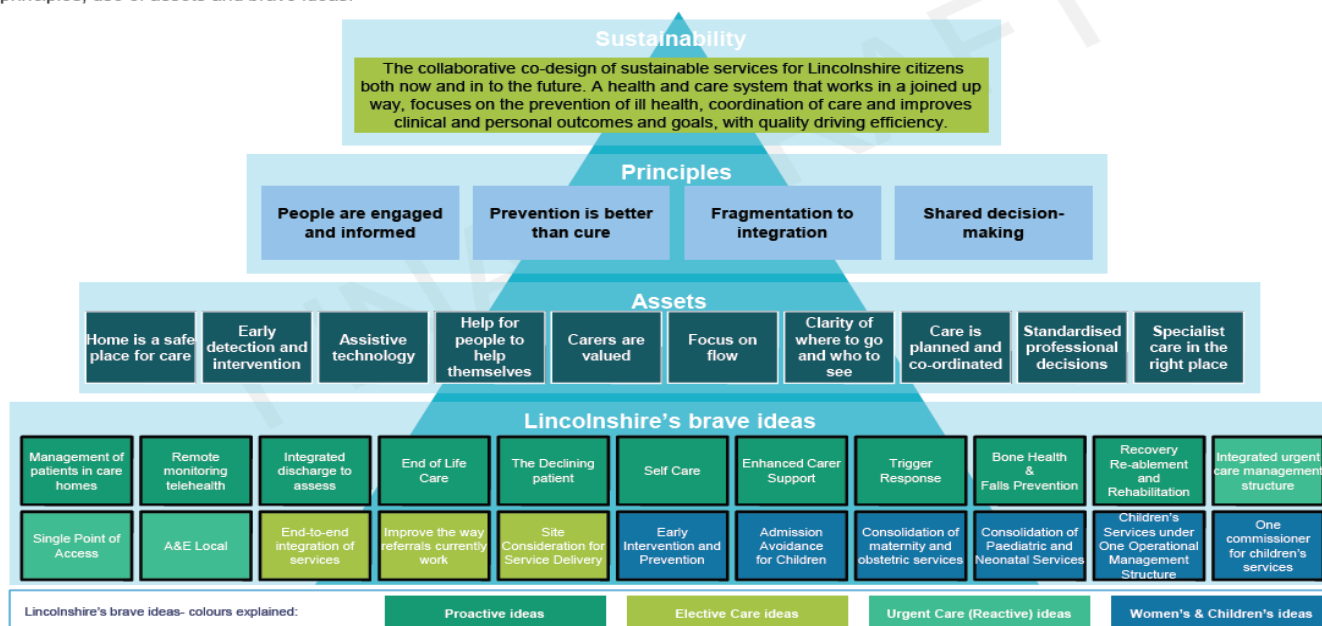 principles, use of assets and brave ideas.
Sustainability
The collaborative co-design of sustainable services for Lincolnshire citizens
both now and in to the future. A health and care system that works in a joined up
way, focuses on the prevention of ill health, coordination of care and improves
clinical and personal outcomes and goals, with quality driving efficiency.
Principles
People are engaged
and informed
Prevention is better
than cure
Fragmentation to
integration
Shared decision-
making
Assets
Home is a safe
place for care
Early
detection and
intervention
Assistive
technology
Help for
people to
help
themselves
Carers are
valued
Focus on
flow
Clarity of
where to go
and who to
see
Care is
planned and
co-ordinated
Standardised
professional
decisions
Specialist
care in the
right place
Lincolnshire's brave ideas
Management of
patients in care
homes
Remote
monitoring
telehealth
Integrated
discharge to
assess
End of Life
Care
The Declining
patient
Self Care
Enhanced Carer
Support
Trigger
Response
Bone Health
&
Falls Prevention
Recovery
Re-ablement
and
Rehabilitation
Integrated urgent
care management
structure
Single Point of
Access
A&E Local
End-to-end
integration of
services
Improve the way
referrals currently
work
Site
Consideration for
Service Delivery
Early
Intervention and
Prevention
Admission
Avoidance
for Children
Consolidation of
maternity and
obstetric services
Consolidation of
Paediatric and
Neonatal Services
Children's
Services under
One Operational
Management
Structure
One
commissioner
for children's
services
Lincolnshire's brave ideas- colours explained:
Proactive ideas
Elective Care ideas
Urgent Care (Reactive) ideas
Women's & Children's ideas